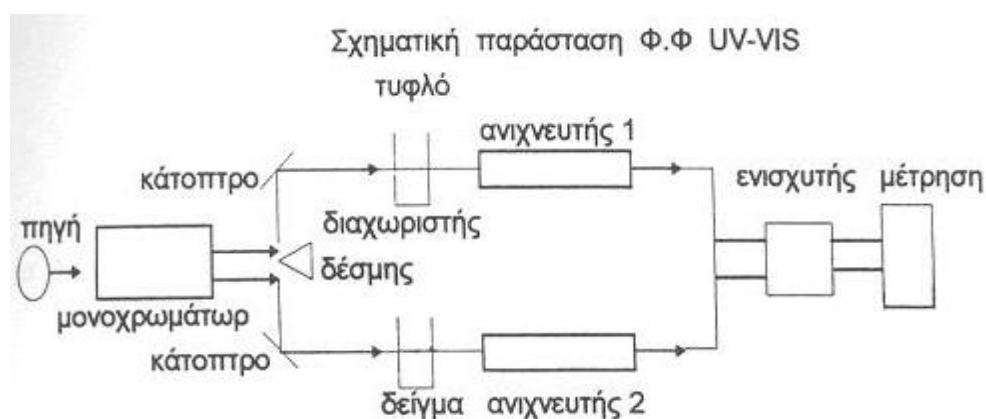 Σχηματική παράσταση Φ.Φ UV-VIS
τυφλό
ανιχνευτής 1
κάτοπτρο
ενισχυτής
μέτρηση
διαχωριστής
πηγή
δέσμης
μονοχρωμάτωρ
κάτοπτρο
δείγμα
ανιχνευτής 2